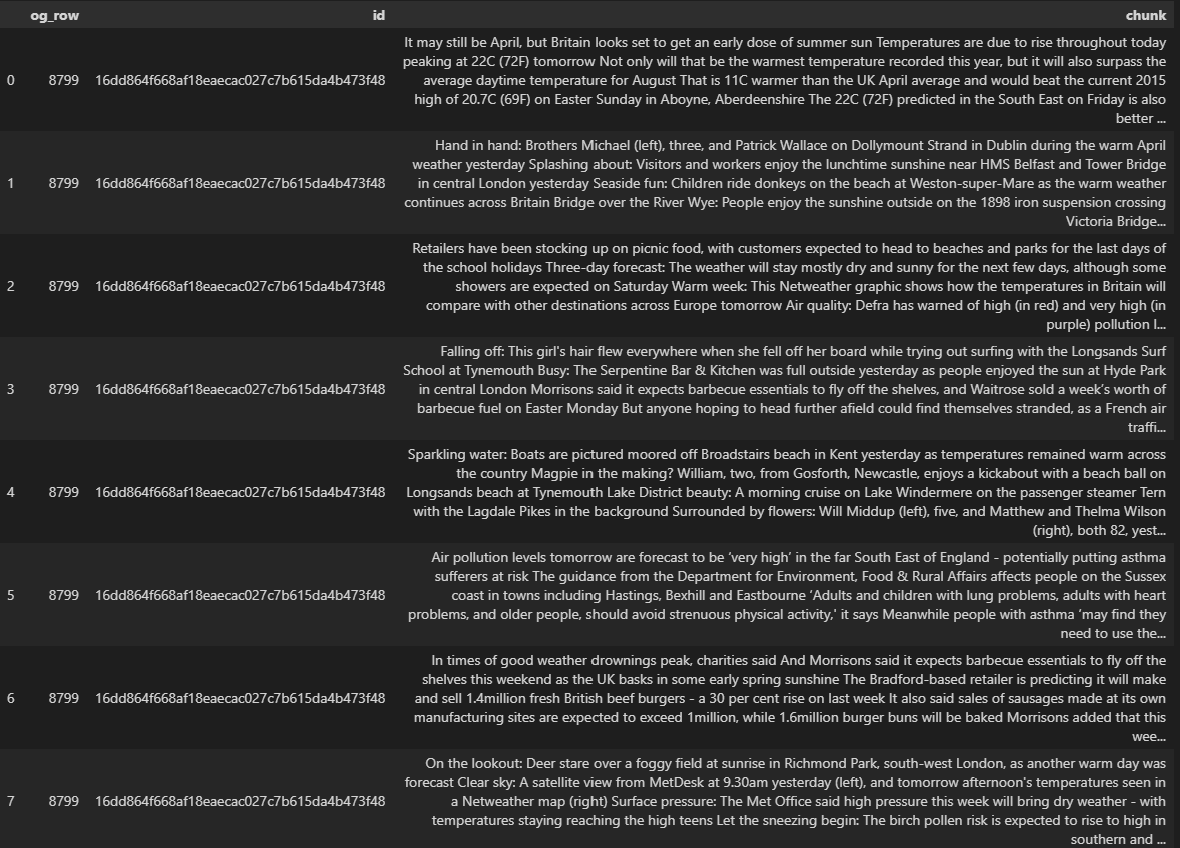 og_row id chunk
It may still be April, but Britain looks set to get an early dose of summer sun Temperatures are due to rise throughout today
peaking at 22C (72F) tomorrow Not only will that be the warmest temperature recorded this year, but it will also surpass the
0 8799 16dd864f668af18eaecac027c7b615da4b473f48 average daytime temperature for August That is 11C warmer than the UK April average and would beat the current 2015
high of 20.7C (69F) on Easter Sunday in Aboyne, Aberdeenshire The 22C (72F) predicted in the South East on Friday is also
better ...
Hand in hand: Brothers Michael (left), three, and Patrick Wallace on Dollymount Strand in Dublin during the warm April
weather yesterday Splashing about: Visitors and workers enjoy the lunchtime sunshine near HMS Belfast and Tower Bridge
1 8799 16dd864f668af18eaecac027c7b615da4b473f48 in central London yesterday Seaside fun: Children ride donkeys on the beach at Weston-super-Mare as the warm weather
continues across Britain Bridge over the River Wye: People enjoy the sunshine outside on the 1898 iron suspension crossing
Victoria Bridge...
Retailers have been stocking up on picnic food, with customers expected to head to beaches and parks for the last days of
the school holidays Three-day forecast: The weather will stay mostly dry and sunny for the next few days, although some
2 8799 16dd864f668af18eaecac027c7b615da4b473f48 showers are expected on Saturday Warm week: This Netweather graphic shows how the temperatures in Britain will
compare with other destinations across Europe tomorrow Air quality: Defra has warned of high (in red) and very high (in
purple) pollution l...
Falling off: This girl's hair flew everywhere when she fell off her board while trying out surfing with the Longsands Surf
School at Tynemouth Busy: The Serpentine Bar & Kitchen was full outside yesterday as people enjoyed the sun at Hyde Park
3 8799 16dd864f668af18eaecac027c7b615da4b473f48 in central London Morrisons said it expects barbecue essentials to fly off the shelves, and Waitrose sold a week's worth of
barbecue fuel on Easter Monday But anyone hoping to head further afield could find themselves stranded, as a French air
traffi...
Sparkling water: Boats are pictured moored off Broadstairs beach in Kent yesterday as temperatures remained warm across
the country Magpie in the making? William, two, from Gosforth, Newcastle, enjoys a kickabout with a beach ball on
4 8799 16dd864f668af18eaecac027c7b615da4b473f48 Longsands beach at Tynemouth Lake District beauty: A morning cruise on Lake Windermere on the passenger steamer Tern
with the Lagdale Pikes in the background Surrounded by flowers: Will Middup (left), five, and Matthew and Thelma Wilson
(right), both 82, yest...
Air pollution levels tomorrow are forecast to be ‘very high’ in the far South East of England - potentially putting asthma
sufferers at risk The guidance from the Department for Environment, Food & Rural Affairs affects people on the Sussex
5 8799 16dd864f668af18eaecac027c7b615da4b473f48 coast in towns including Hastings, Bexhill and Eastbourne ‘Adults and children with lung problems, adults with heart
problems, and older people, should avoid strenuous physical activity,' it says Meanwhile people with asthma ‘may find they
need to use the...
In times of good weather drownings peak, charities said And Morrisons said it expects barbecue essentials to fly off the
shelves this weekend as the UK basks in some early spring sunshine The Bradford-based retailer is predicting it will make
6 8799 16dd864f668af18eaecac027c7b615da4b473f48 and sell 1.4million fresh British beef burgers - a 30 per cent rise on last week It also said sales of sausages made at its own
manufacturing sites are expected to exceed 1million, while 1.6million burger buns will be baked Morrisons added that this
wee...
On the lookout: Deer stare over a foggy field at sunrise in Richmond Park, south-west London, as another warm day was
forecast Clear sky: A satellite view from MetDesk at 9.30am yesterday (left), and tomorrow afternoon's temperatures seen in
7 8799 16dd864f668af18eaecac027c7b615da4b473f48 a Netweather map (right) Surface pressure: The Met Office said high pressure this week will bring dry weather - with
temperatures staying reaching the high teens Let the sneezing begin: The birch pollen risk is expected to rise to high in
southern and ...